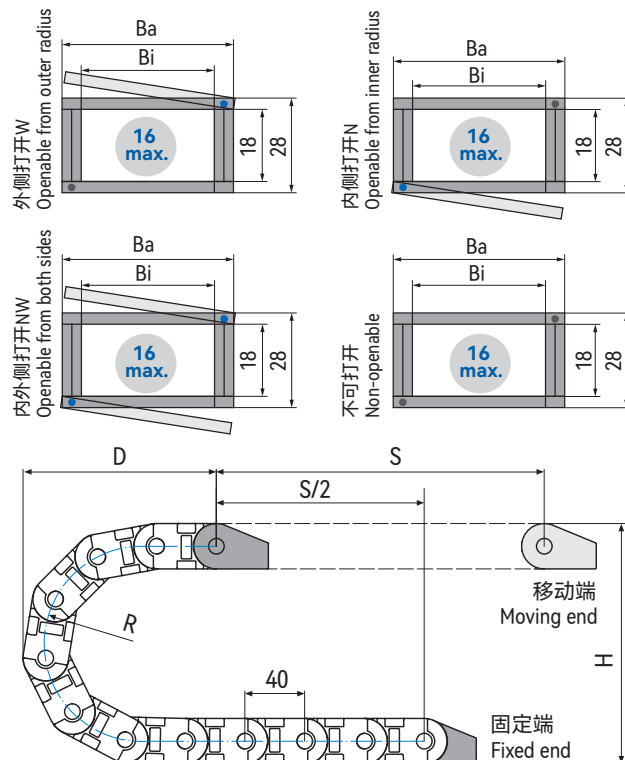 外侧打开W
Openable from outer radius
Ba
Bi
16
max.
18
28
内侧打开N
Openable from inner radius
Ba
Bi
16
max.
18
28
内外侧打开NW
Openable from both sides
Ba
Bi
16
max.
18
28
不可打开
Non-openable
Ba
Bi
16
max.
18
28
D
S
S/2
R
40
移动端
Moving end
H
固定端
Fixed end